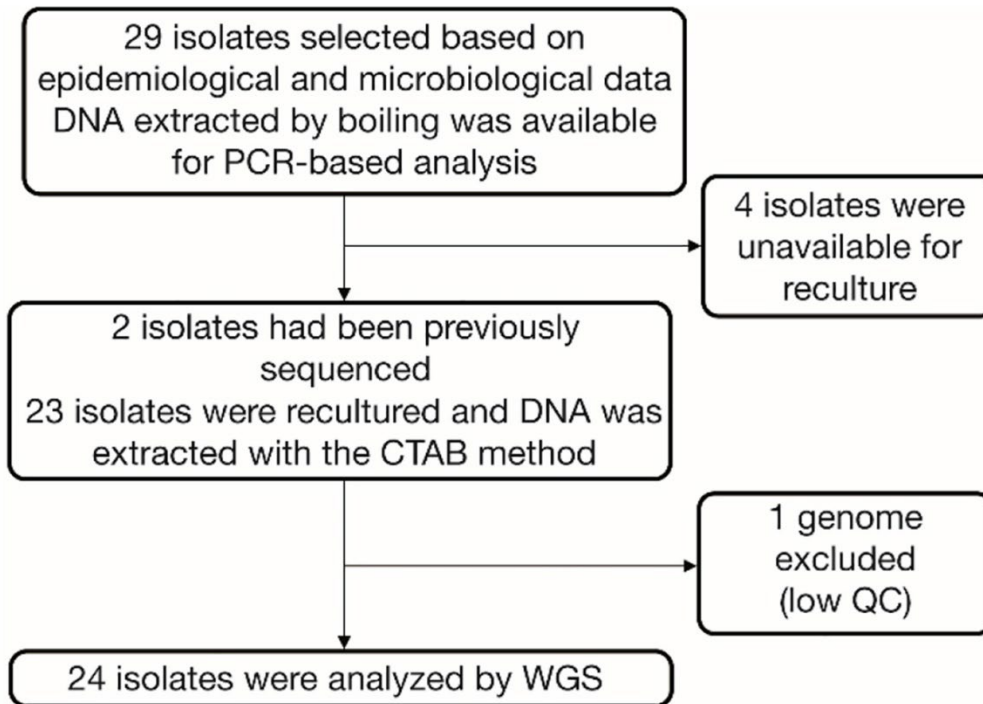 29 isolates selected based on
epidemiological and microbiological data
DNA extracted by boiling was available
for PCR-based analysis
4 isolates were
unavailable for
reculture
2 isolates had been previously
sequenced
23 isolates were recultured and DNA was
extracted with the CTAB method
1 genome
excluded
(low QC)
24 isolates were analyzed by WGS